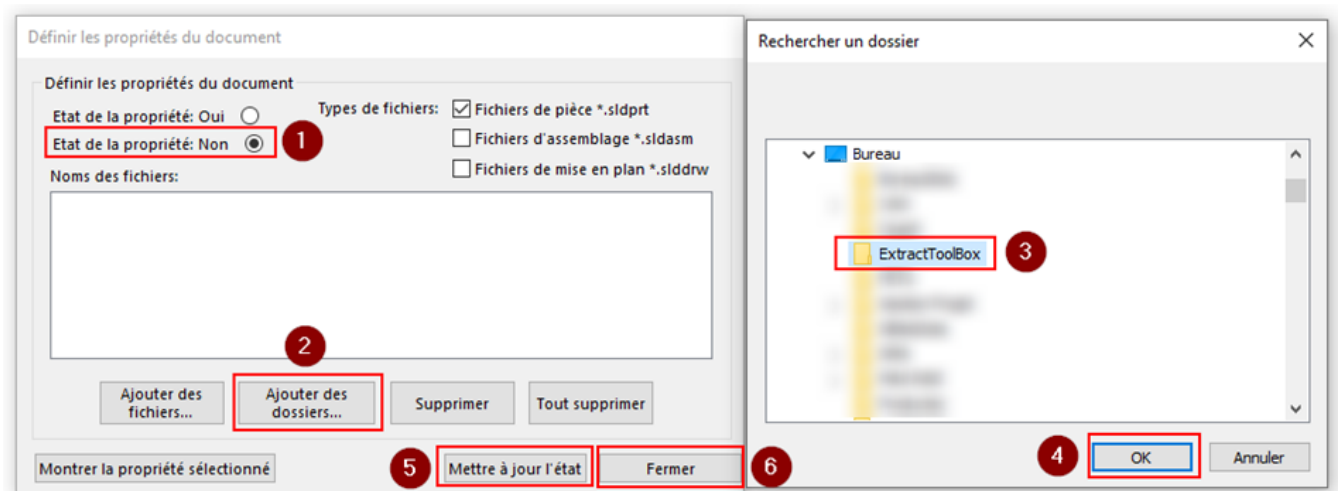 Définir les propriétés du document
Définir les propriétés du document
Etat de la propriété: Oui
Etat de la propriété: Non
1
Types de fichiers:
Fichiers de pièce *.sldprt
Fichiers d'assemblage *.sldasm
Fichiers de mise en plan *.slddrw
Noms des fichiers:
2
Ajouter des
fichiers...
Ajouter des
dossiers...
Supprimer
Tout supprimer
Montrer la propriété sélectionné
5
Mettre à jour l'état
Fermer
6
Rechercher un dossier
Bureau
ExtractToolBox
3
4
OK
Annuler